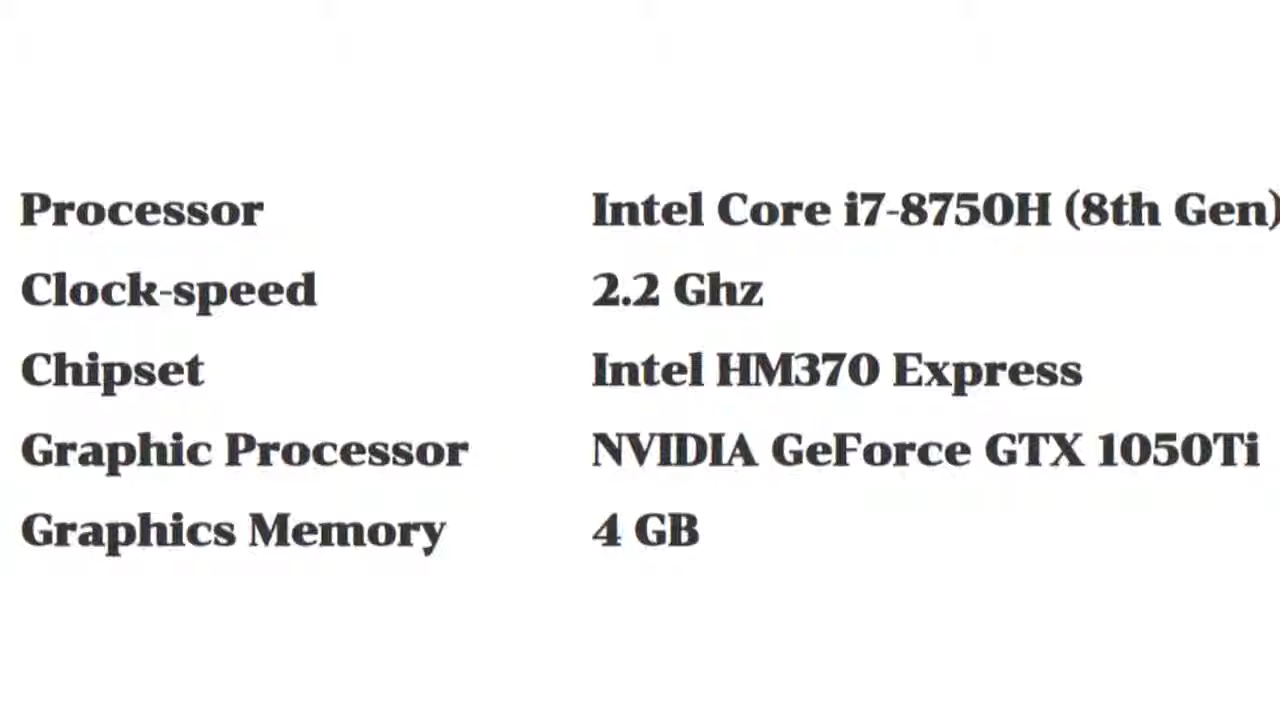 Processor Intel Core i7-8750H (8th Gen)
Clock-speed 2.2 Ghz
Chipset Intel HM370 Express
Graphic Processor NVIDIA GeForce GTX 1050Ti
Graphics Memory 4 GB